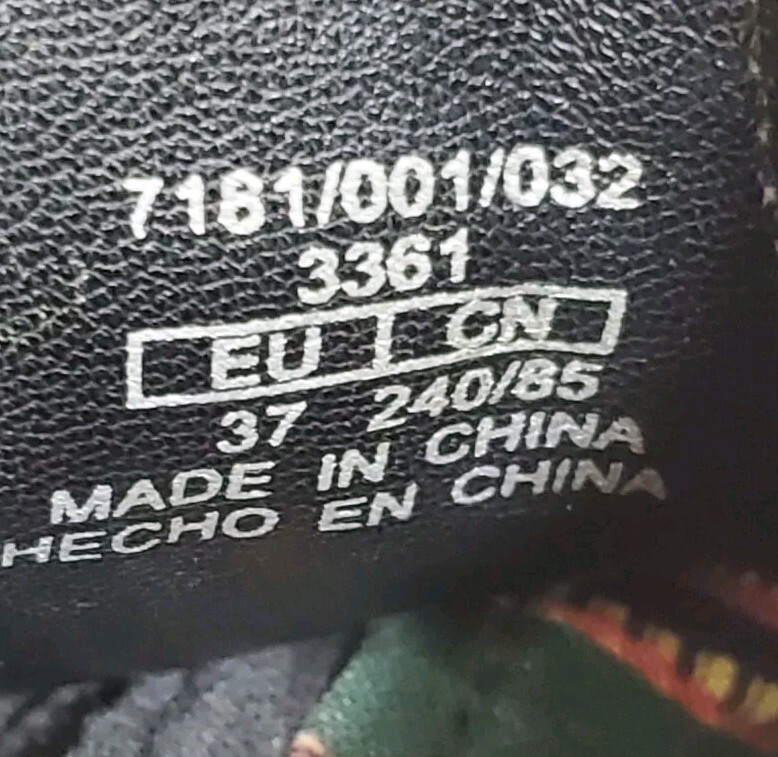 7181/001/032
3361
EU CN
37 240/85
MADE IN CHINA
HECHO EN CHINA